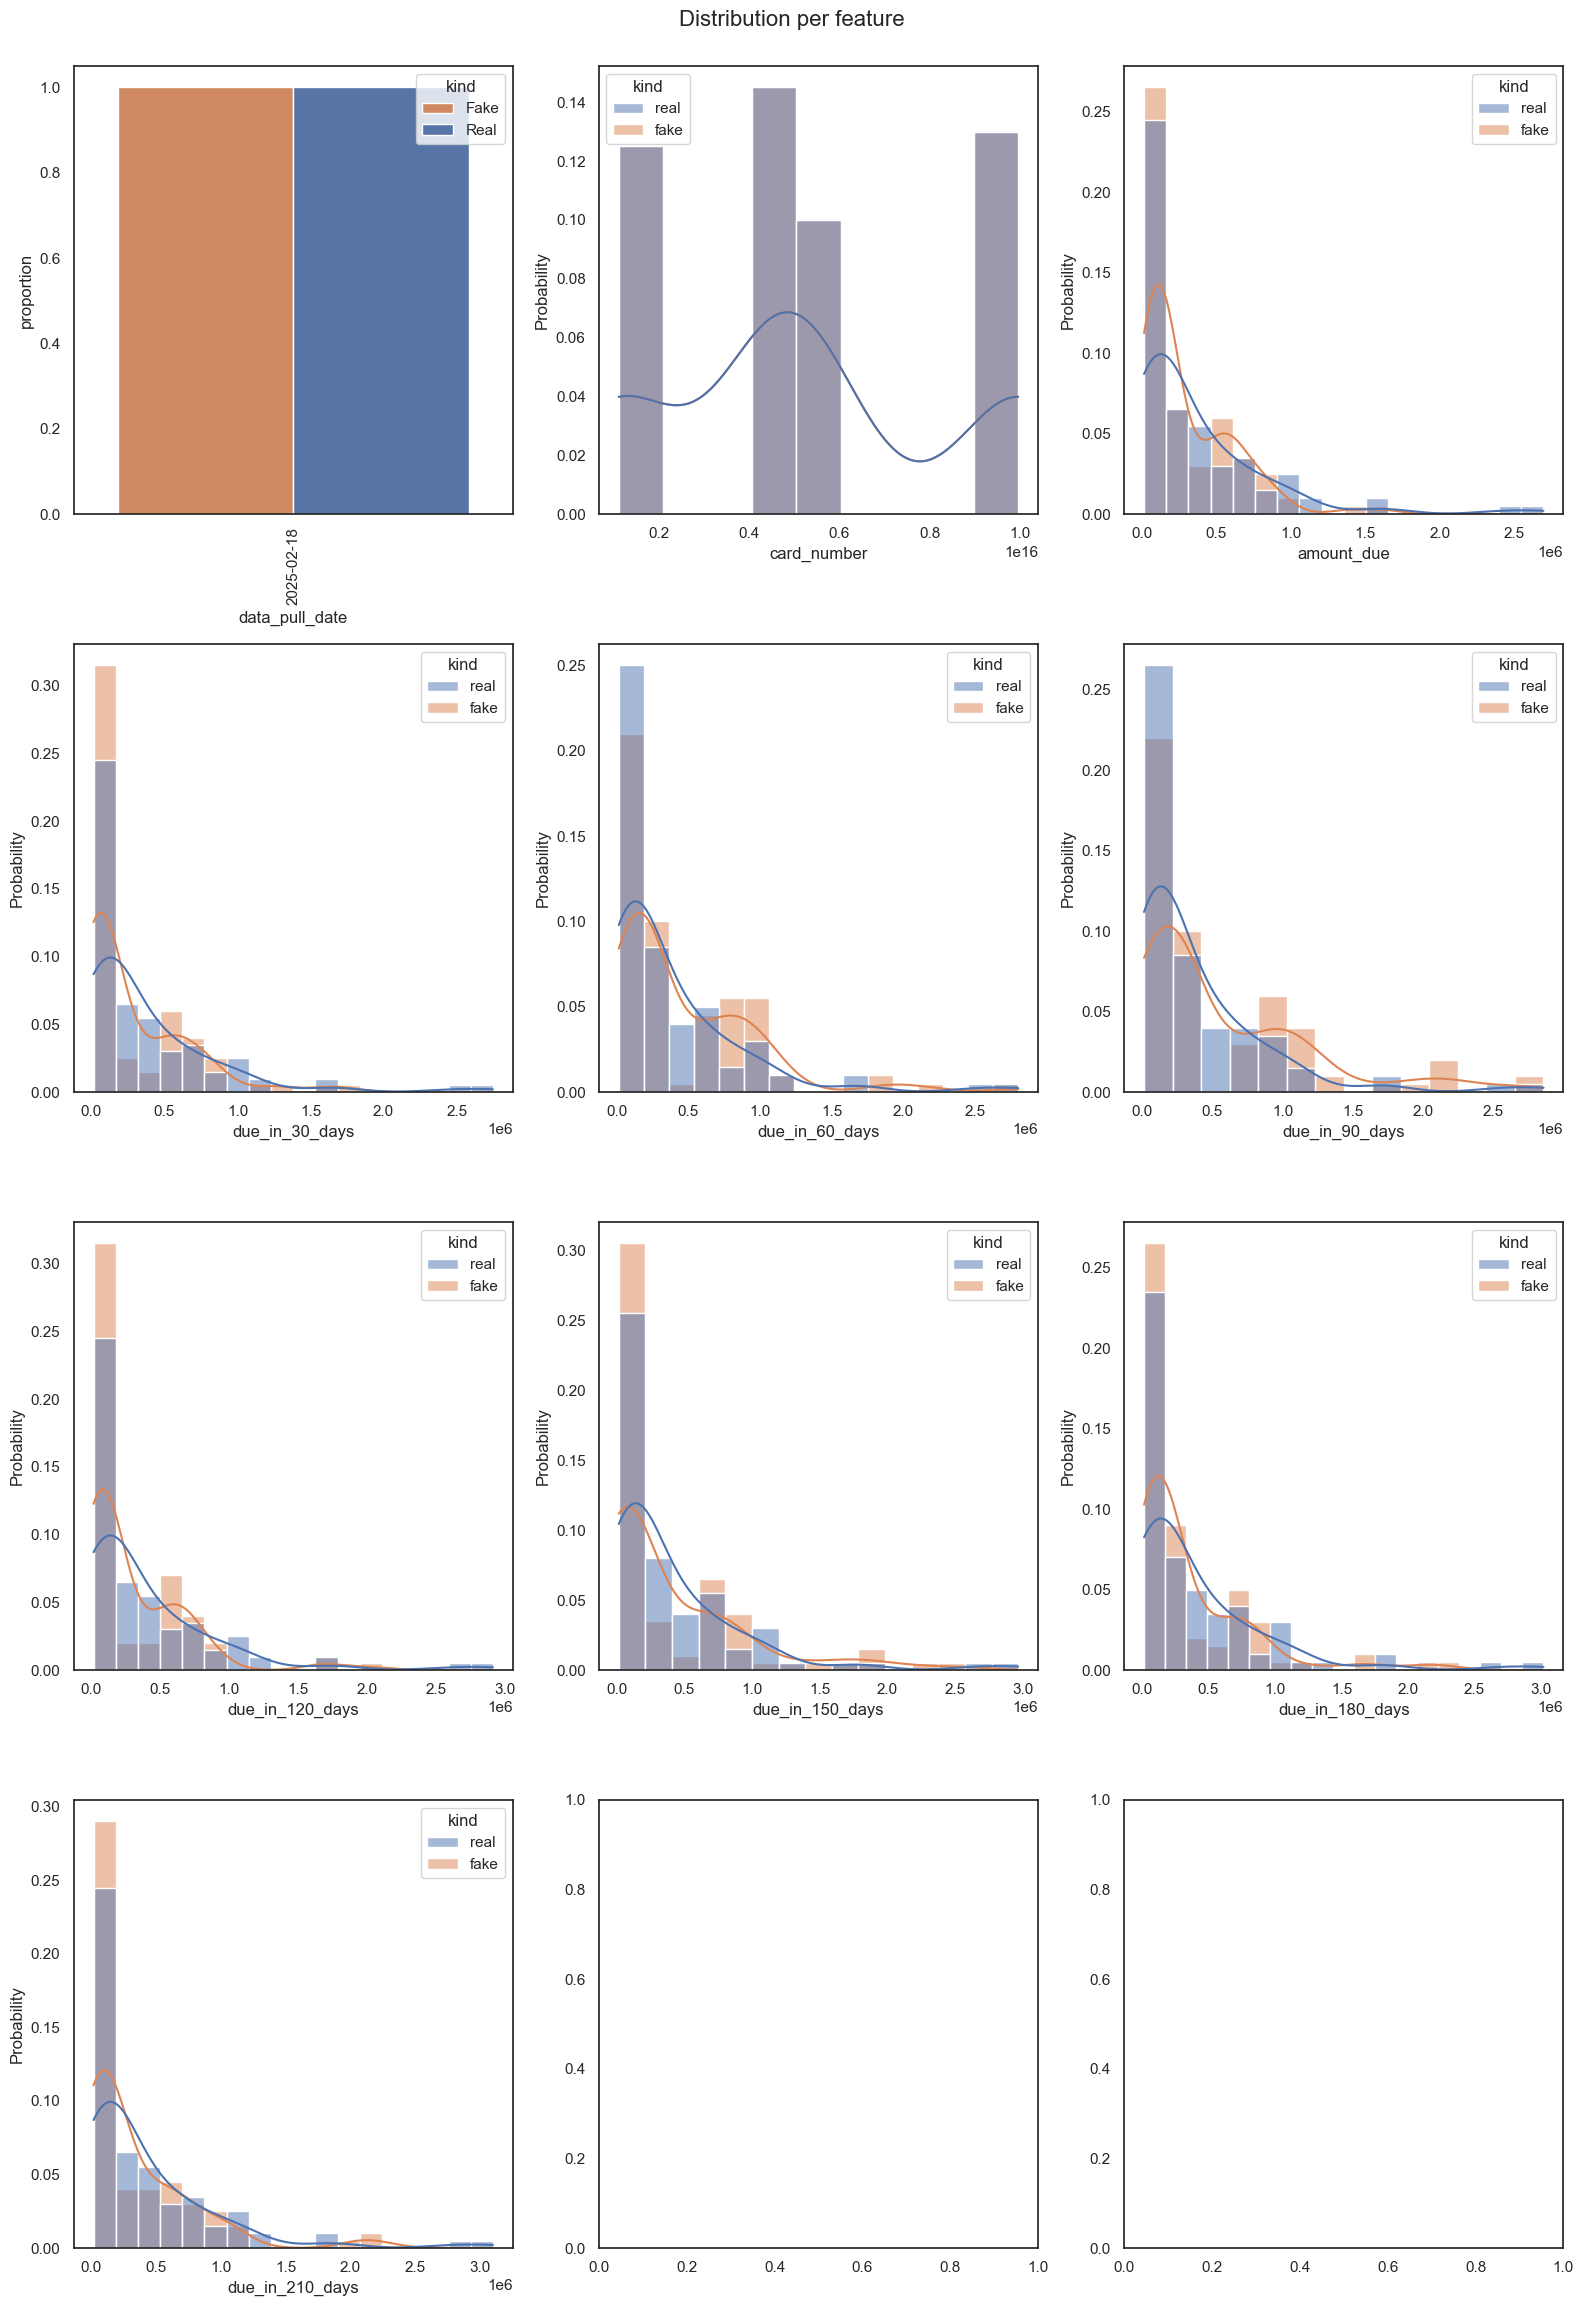 Distribution per feature
1.0
0.8
0.6
0.4
0.2
0.0
proportion
kind
Fake
Real
2025-02-18
data_pull_date
0.14
0.12
0.10
0.08
0.06
0.04
0.02
0.00
Probability
kind
real
fake
0.2 0.4 0.6 0.8 1.0
1e16
card_number
0.25
0.20
0.15
0.10
0.05
0.00
Probability
kind
real
fake
0.0 0.5 1.0 1.5 2.0 2.5
1e6
amount_due
0.30
0.25
0.20
0.15
0.10
0.05
0.00
Probability
kind
real
fake
0.0 0.5 1.0 1.5 2.0 2.5
1e6
due_in_30_days
0.25
0.20
0.15
0.10
0.05
0.00
Probability
kind
real
fake
0.0 0.5 1.0 1.5 2.0 2.5
1e6
due_in_60_days
0.25
0.20
0.15
0.10
0.05
0.00
Probability
kind
real
fake
0.0 0.5 1.0 1.5 2.0 2.5
1e6
due_in_90_days
0.30
0.25
0.20
0.15
0.10
0.05
0.00
Probability
kind
real
fake
0.0 0.5 1.0 1.5 2.0 2.5 3.0
1e6
due_in_120_days
0.30
0.25
0.20
0.15
0.10
0.05
0.00
Probability
kind
real
fake
0.0 0.5 1.0 1.5 2.0 2.5 3.0
1e6
due_in_150_days
0.25
0.20
0.15
0.10
0.05
0.00
Probability
kind
real
fake
0.0 0.5 1.0 1.5 2.0 2.5 3.0
1e6
due_in_180_days
0.30
0.25
0.20
0.15
0.10
0.05
0.00
Probability
kind
real
fake
0.0 0.5 1.0 1.5 2.0 2.5 3.0
1e6
due_in_210_days
1.0
0.8
0.6
0.4
0.2
0.0
0.0 0.2 0.4 0.6 0.8 1.0
1.0
0.8
0.6
0.4
0.2
0.0
0.0 0.2 0.4 0.6 0.8 1.0